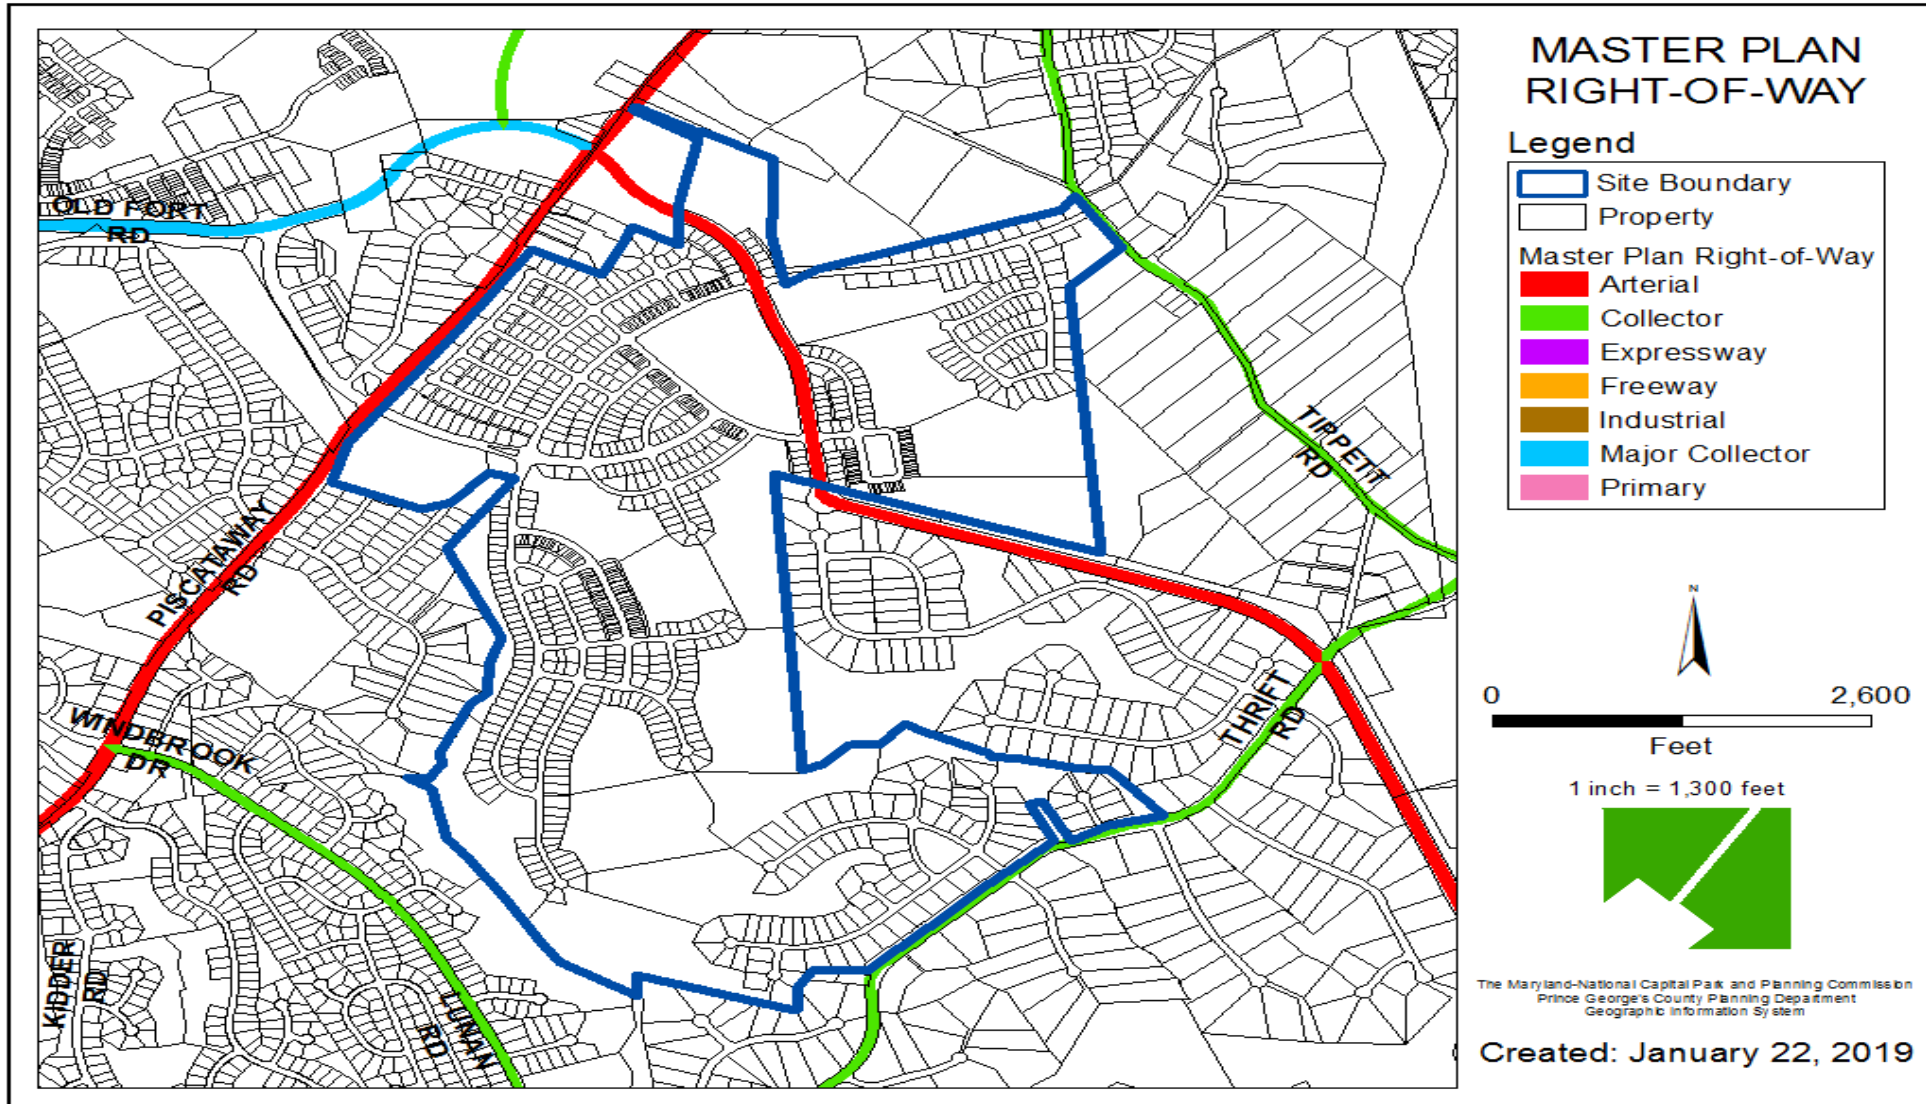 MASTER PLAN
RIGHT-OF-WAY
Legend
Site Boundary
Property
Master Plan Right-of-Way
Arterial
Collector
Expressway
Freeway
Industrial
Major Collector
Primary
OLD FORT
RD
PISCATAWAY
RD
WINDBROOK
DR
KIDDER
RD
LUNAN
RD
TIPPETT
RD
THRIFT
RD
N
0 2,600
Feet
1 inch = 1,300 feet
The Maryland-National Capital Park and Planning Commission
Prince George's County Planning Department
Geographic Information System
Created: January 22, 2019